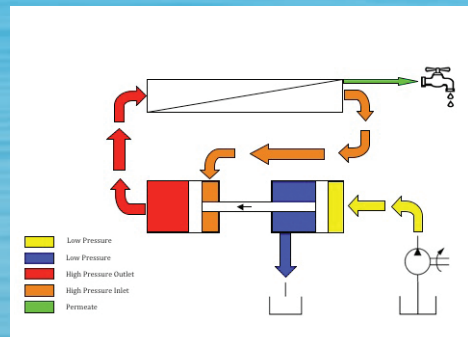 Low Pressure
Low Pressure
High Pressure Outlet
High Pressure Inlet
Permeate